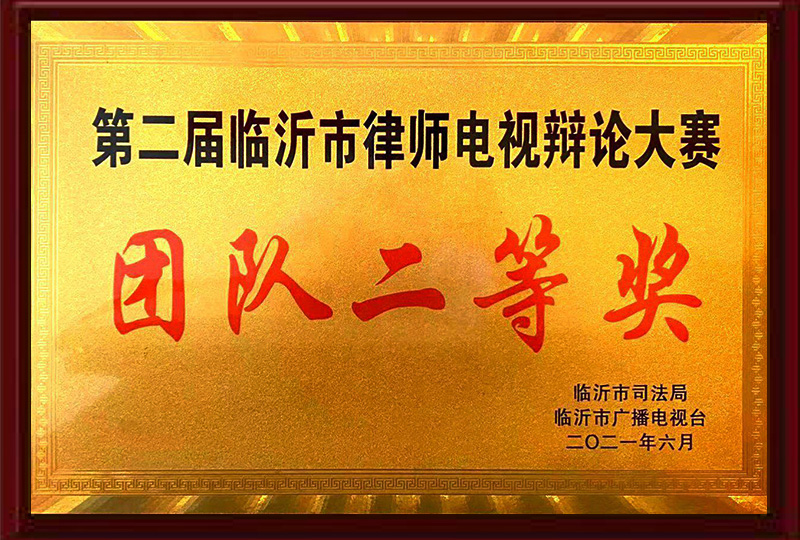 第二届临沂市律师电视辩论大赛
团队二等奖
临沂市司法局
临沂市广播电视台
二〇二一年六月